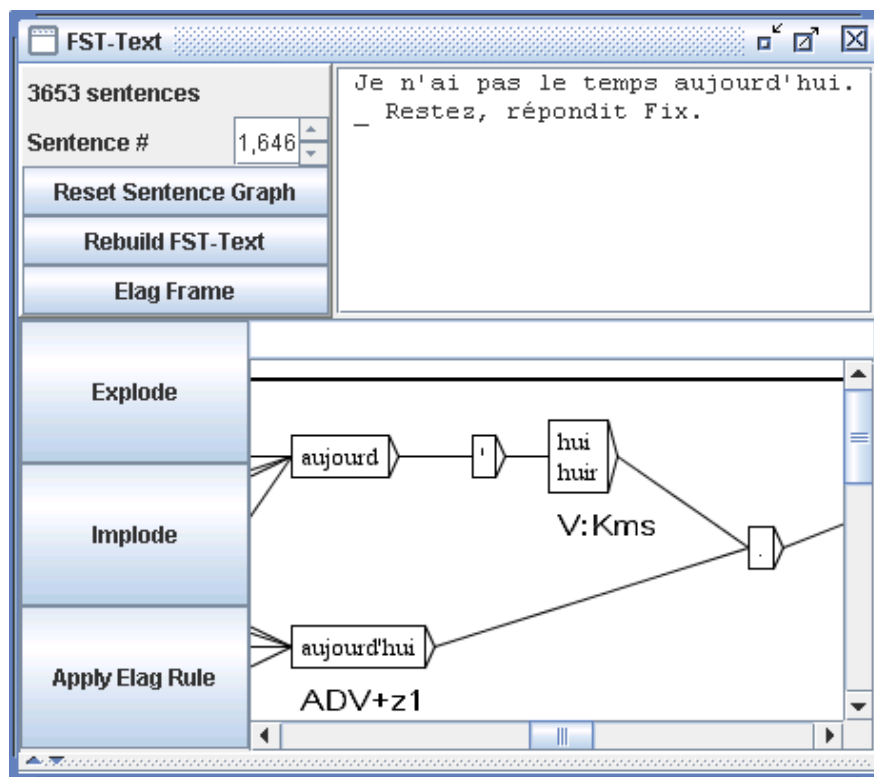 FST-Text
3653 sentences
Sentence # 1,646
Reset Sentence Graph
Rebuild FST-Text
Elag Frame
Je n'ai pas le temps aujourd'hui.
_ Restez, répondit Fix.
Explode
Implode
Apply Elag Rule
aujourd
'
hui
huir
V:Kms
.
aujourd'hui
ADV+z1